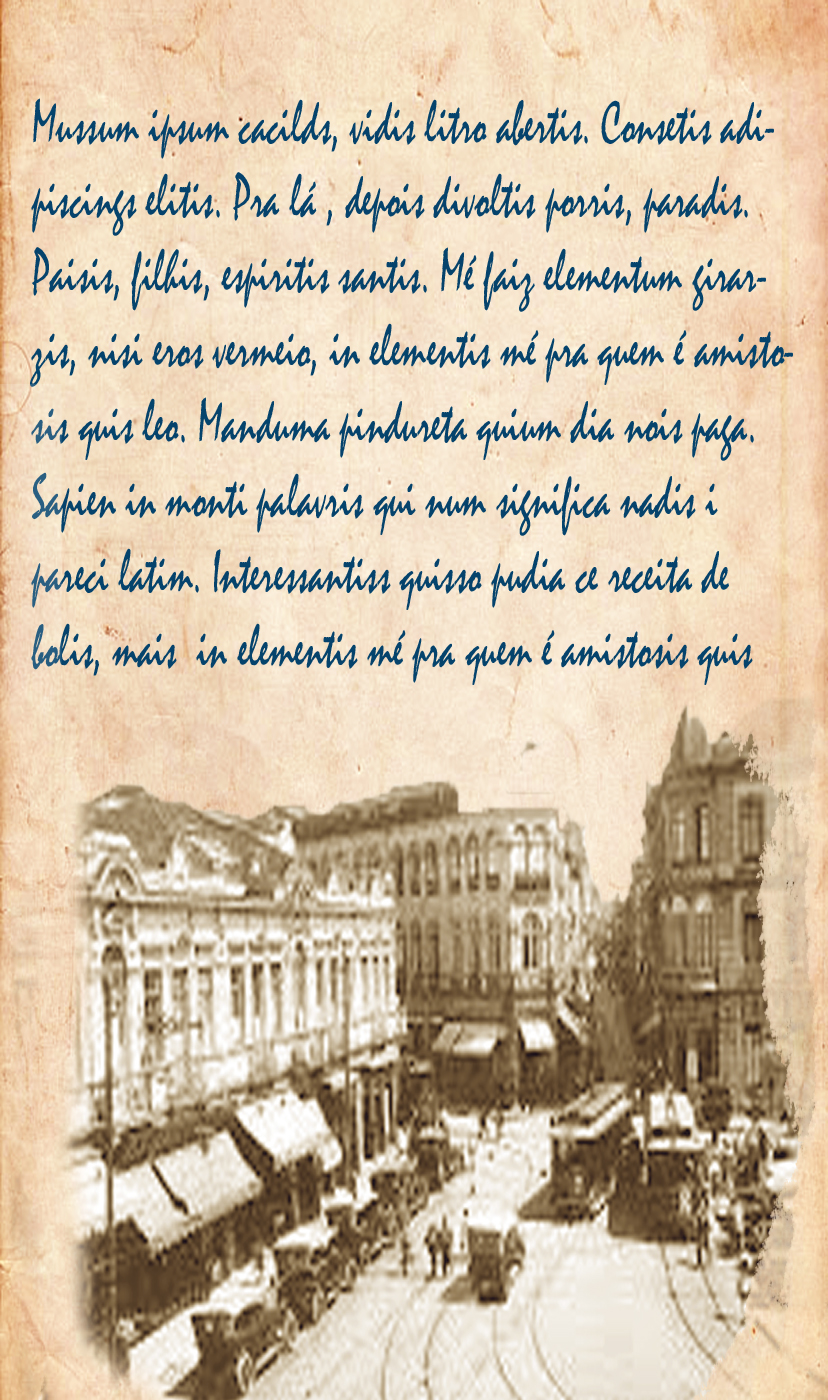 Mussum ipsum cacilds, vidis litro abertis. Consetis adi-
piscings elitis. Pra lá , depois divoltis porris, paradis.
Paisis, filhis, espiritis santis. Mé faiz elementum girar-
zis, nisi eros vermeio, in elementis mé pra quem é amisto-
sis quis leo. Manduma pindureta quium dia nois paga.
Sapien in monti palavris qui num significa nadis i
pareci latim. Interessantiss quisso pudia ce receita de
bolis, mais  in elementis mé pra quem é amistosis quis